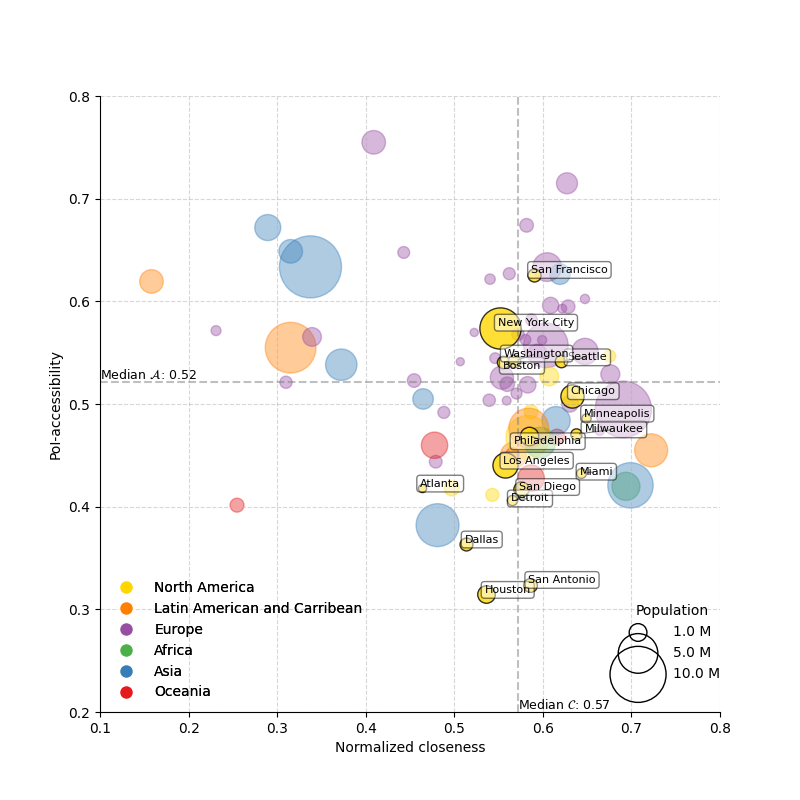 0.8
0.7
0.6
0.5
0.4
0.3
0.2
PoI-accessibility
San Francisco
New York City
Washington
Seattle
Boston
Median 𝒜: 0.52
Chicago
Minneapolis
Milwaukee
Philadelphia
Los Angeles
Miami
Atlanta
San Diego
Detroit
Dallas
San Antonio
Houston
North America
Latin American and Carribean
Europe
Africa
Asia
Oceania
Population
1.0 M
5.0 M
10.0 M
Median 𝒞: 0.57
0.1 0.2 0.3 0.4 0.5 0.6 0.7 0.8
Normalized closeness